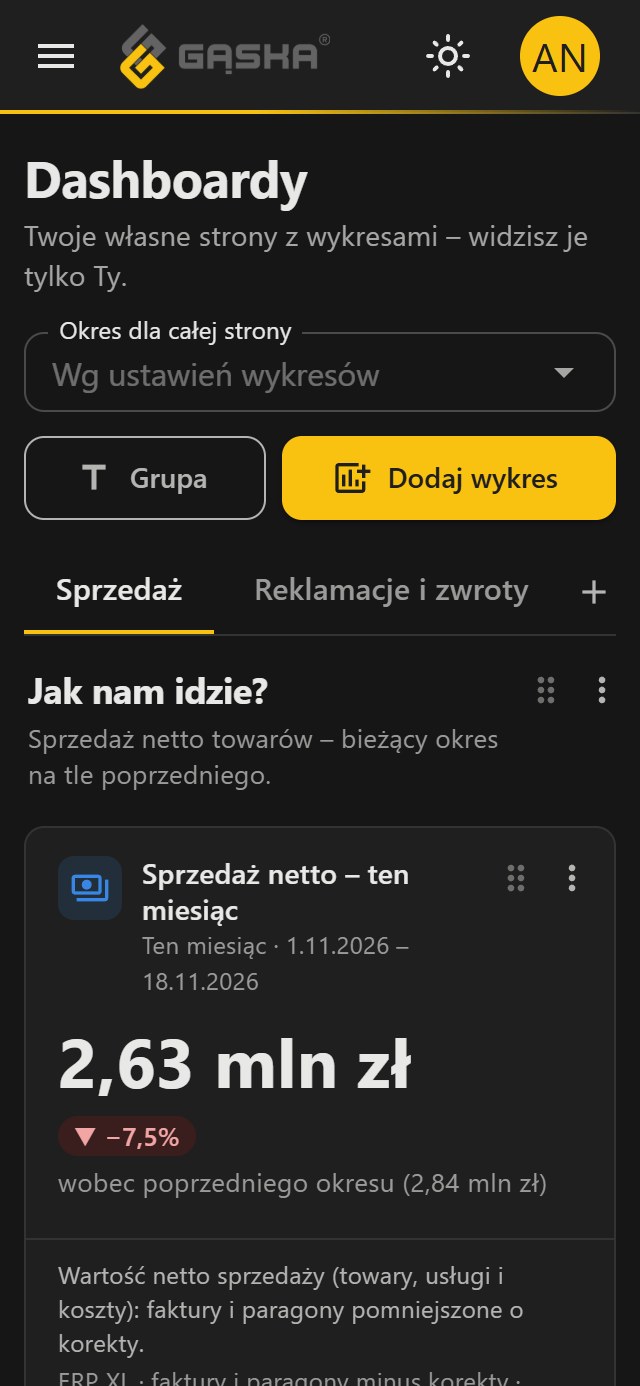 GĄSKA®
AN
Dashboardy
Twoje własne strony z wykresami – widzisz je
tylko Ty.
Okres dla całej strony
Wg ustawień wykresów
Grupa
Dodaj wykres
Sprzedaż
Reklamacje i zwroty
Jak nam idzie?
Sprzedaż netto towarów – bieżący okres
na tle poprzedniego.
Sprzedaż netto – ten
miesiąc
Ten miesiąc · 1.11.2026 –
18.11.2026
2,63 mln zł
▼ −7,5%
wobec poprzedniego okresu (2,84 mln zł)
Wartość netto sprzedaży (towary, usługi i
koszty): faktury i paragony pomniejszone o
korekty.
ERP XL · faktury i paragony minus korekty ·